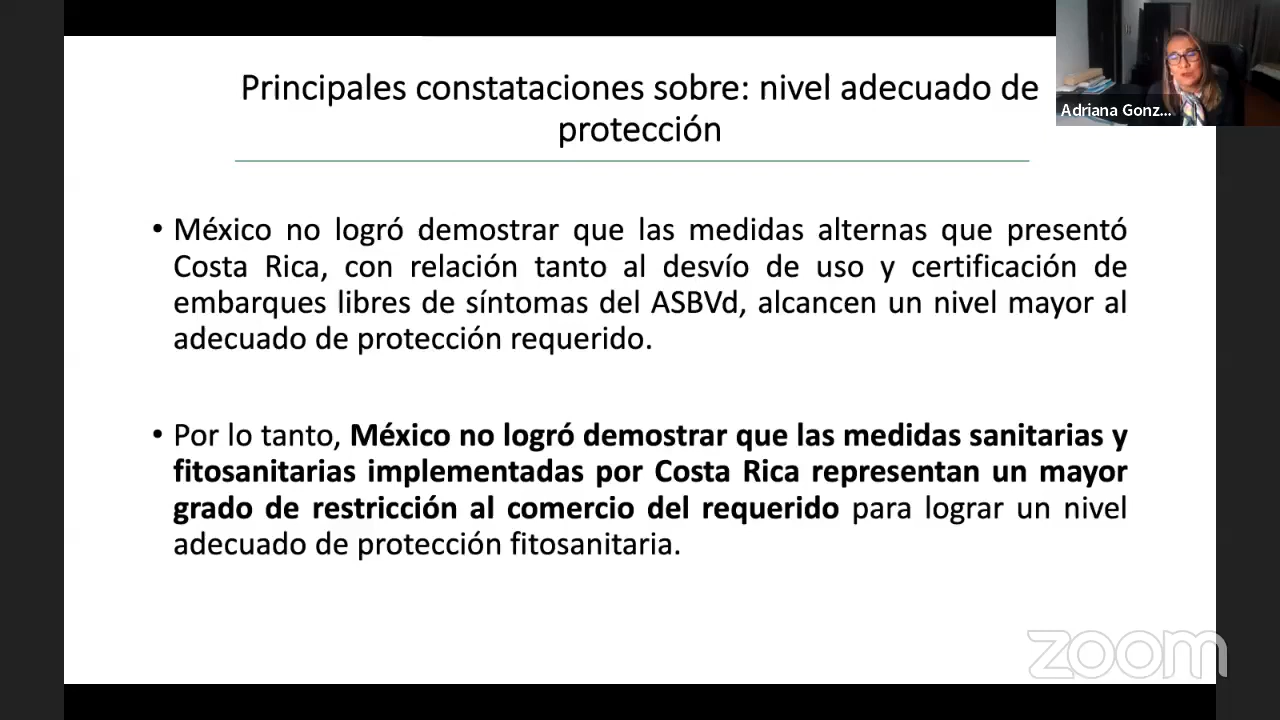 Principales constataciones sobre: nivel adecuado de
protección
Adriana Gonz...
• México no logró demostrar que las medidas alternas que presentó
Costa Rica, con relación tanto al desvío de uso y certificación de
embarques libres de síntomas del ASBVd, alcancen un nivel mayor al
adecuado de protección requerido.
• Por lo tanto, México no logró demostrar que las medidas sanitarias y
fitosanitarias implementadas por Costa Rica representan un mayor
grado de restricción al comercio del requerido para lograr un nivel
adecuado de protección fitosanitaria.
zoom